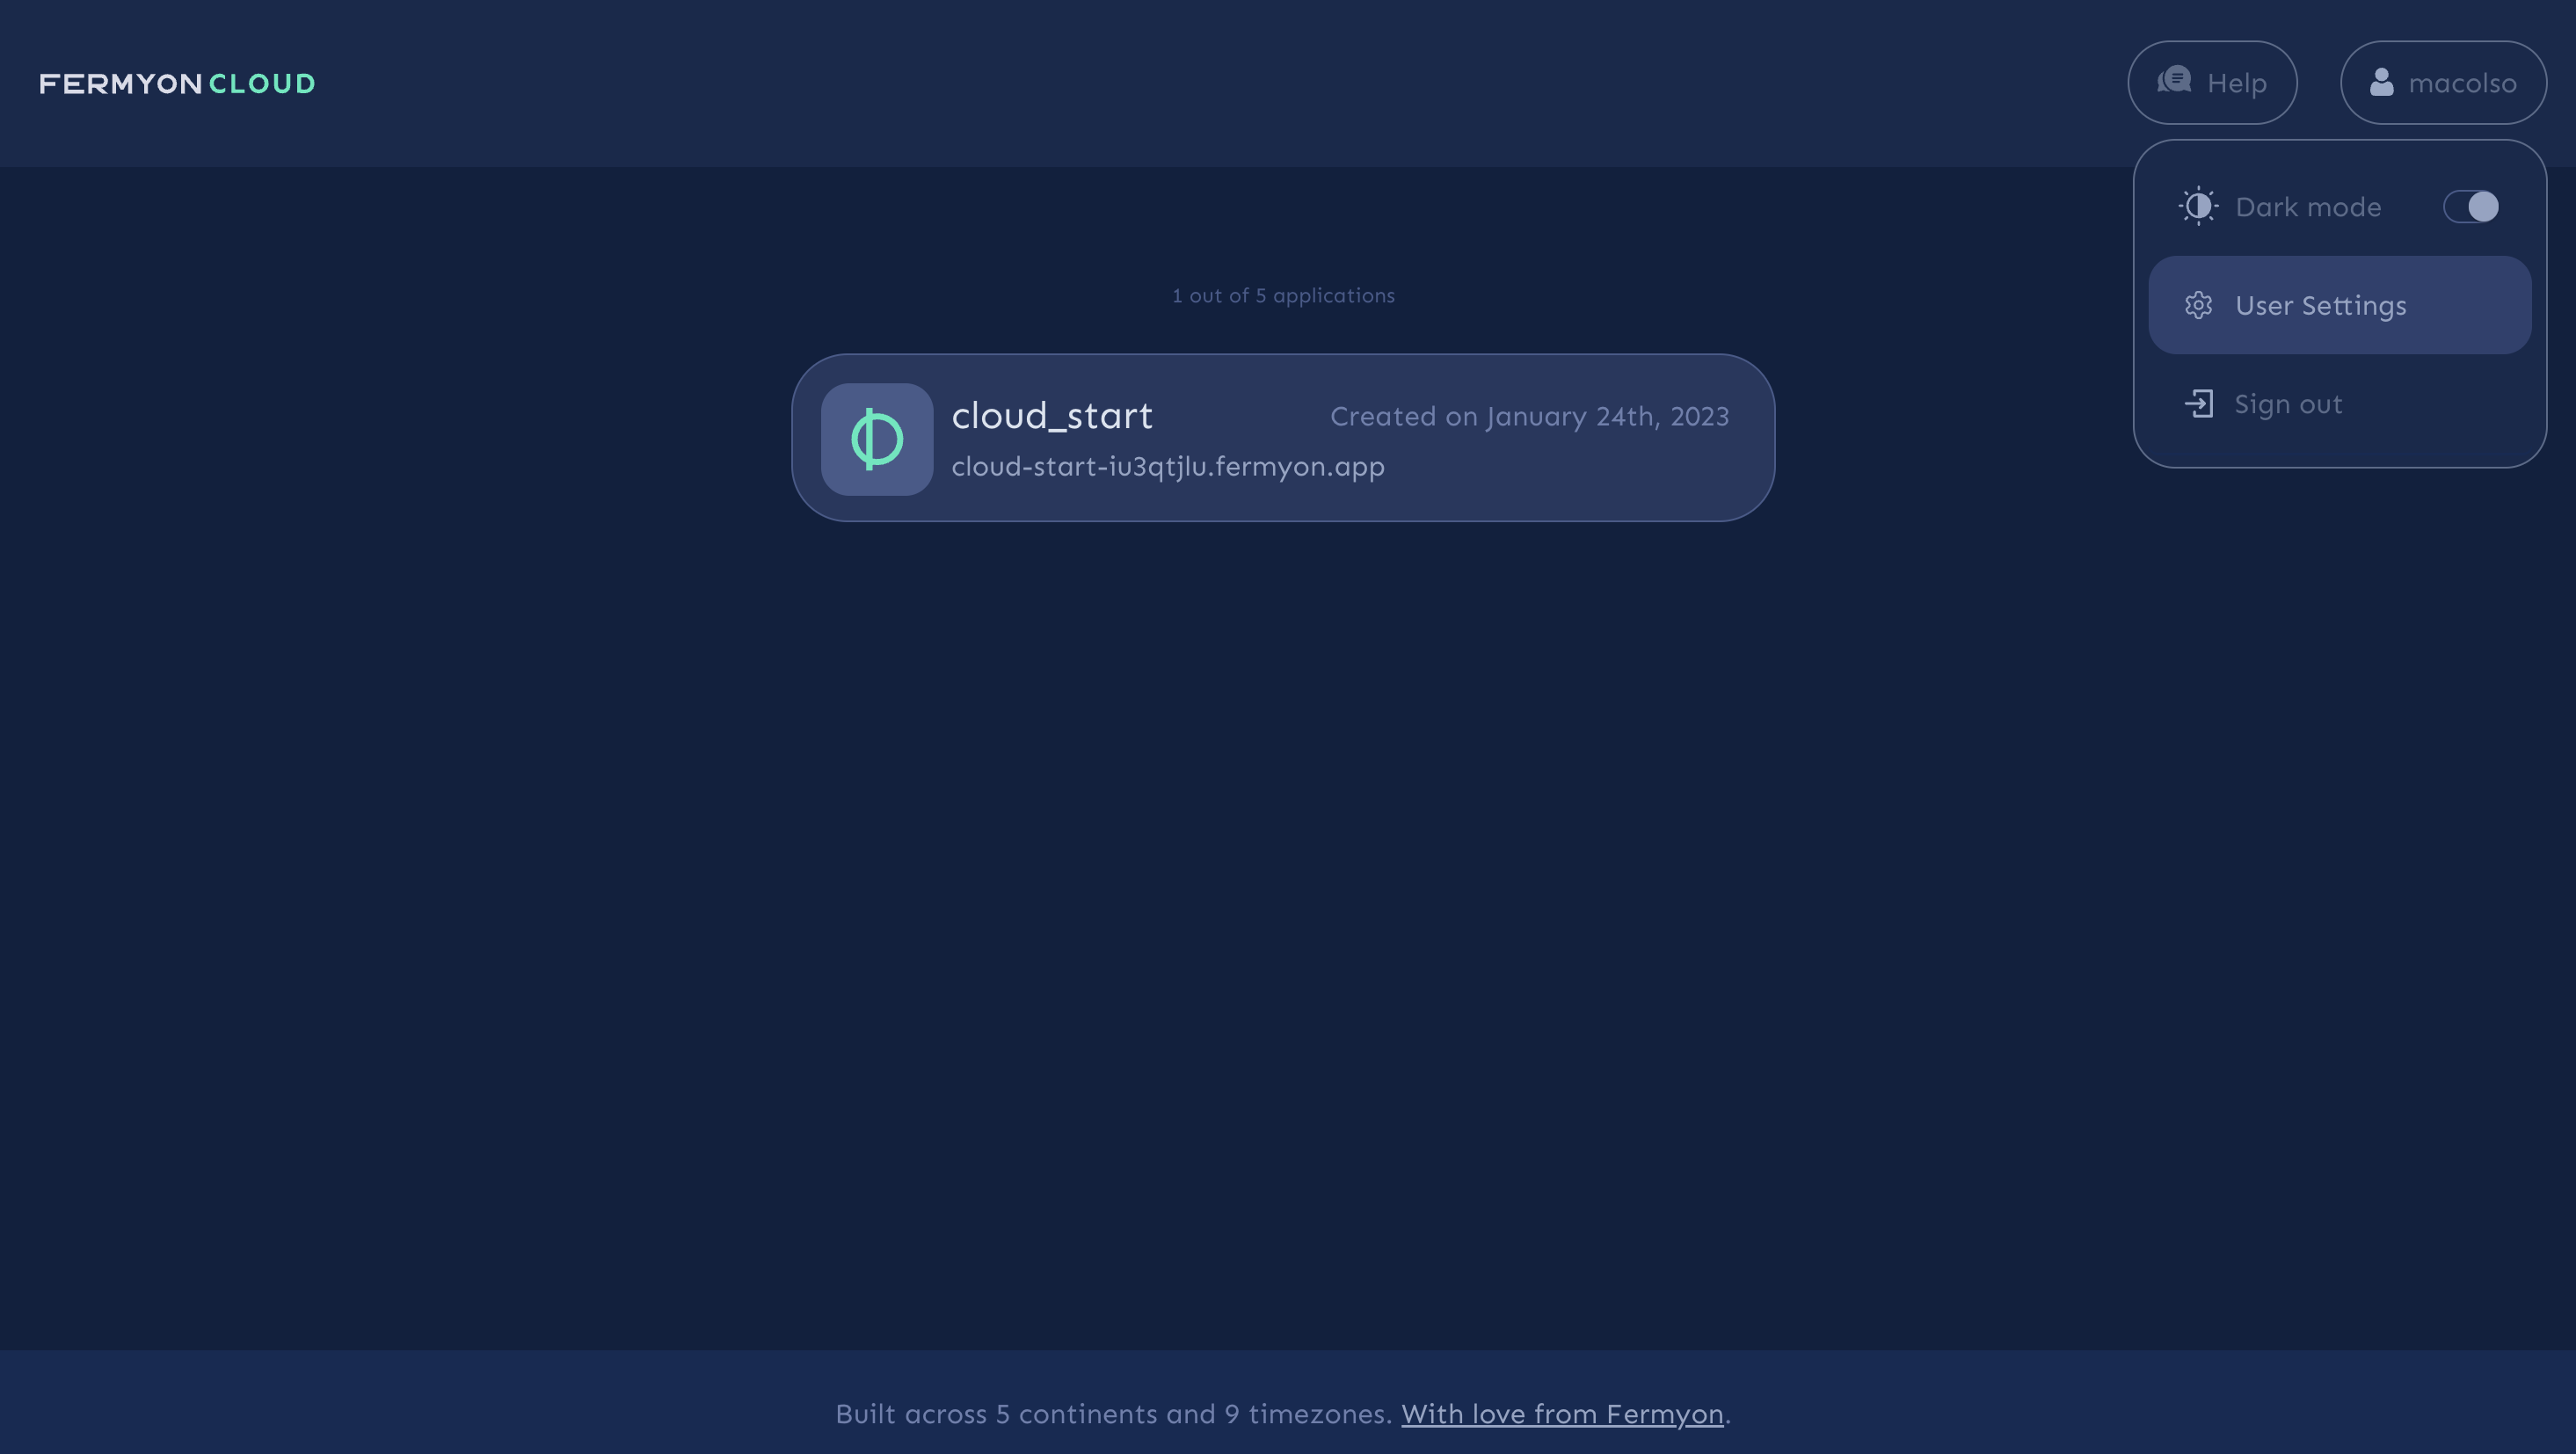 FERMYON CLOUD
Help
macolso
Dark mode
User Settings
Sign out
1 out of 5 applications
cloud_start
Created on January 24th, 2023
cloud-start-iu3qtjlu.fermyon.app
Built across 5 continents and 9 timezones. With love from Fermyon.